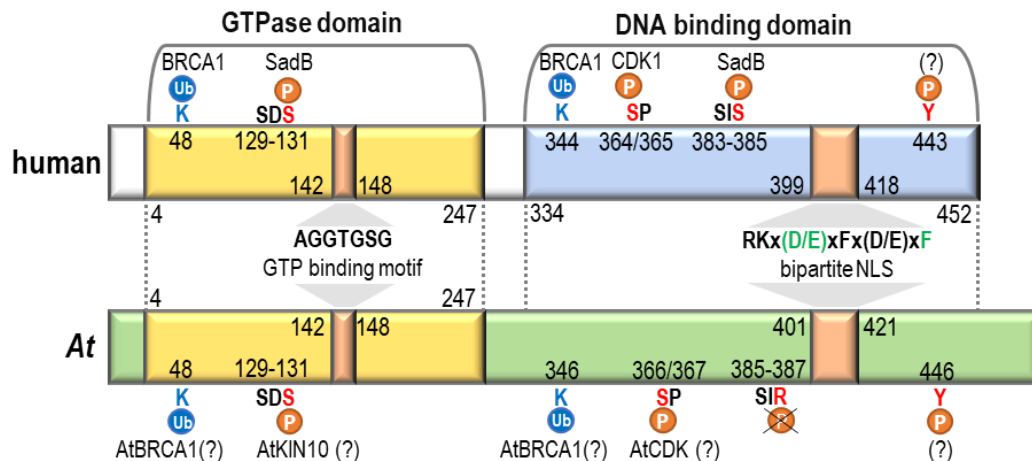 GTPase domain DNA binding domain
BRCA1 SadB BRCA1 CDK1 SadB (?)
Ub P Ub P P P
K SDS K SP SIS Y
human 48 129-131 344 364/365 383-385 443
142 148 399 418
4 247 334 452
AGGTGSG RKx(D/E)xFx(D/E)xF
GTP binding motif bipartite NLS
4 247
At 142 148 401 421
48 129-131 346 366/367 385-387 446
K SDS K SP SIR Y
Ub P Ub P P P
AtBRCA1(?) AtKIN10 (?) AtBRCA1(?) AtCDK (?) (?)